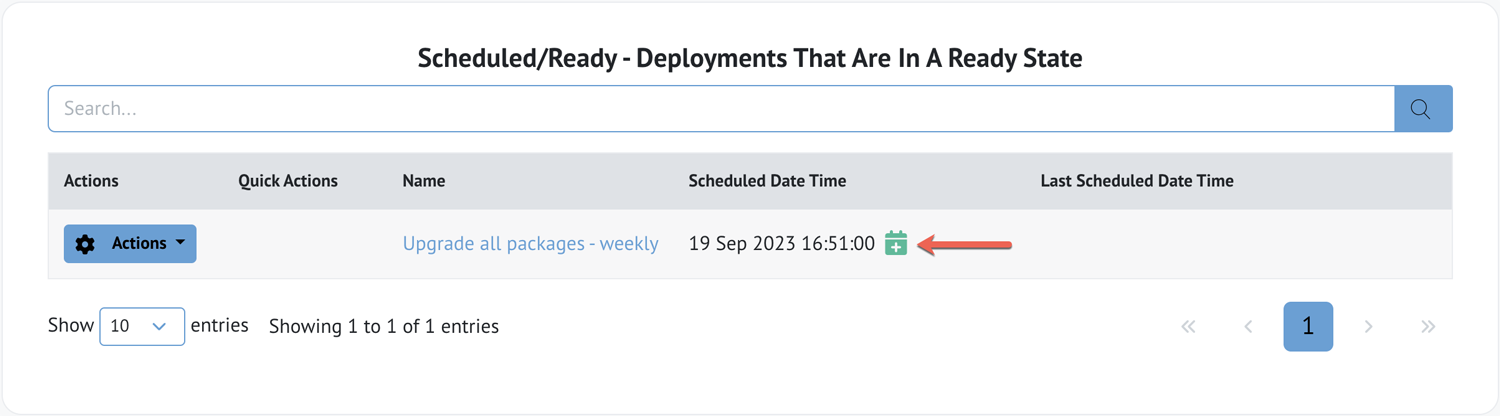 Scheduled/Ready - Deployments That Are In A Ready State
Search...
Actions Quick Actions Name Scheduled Date Time Last Scheduled Date Time
Actions Upgrade all packages - weekly 19 Sep 2023 16:51:00
Show 10 entries Showing 1 to 1 of 1 entries « ‹ 1 › »